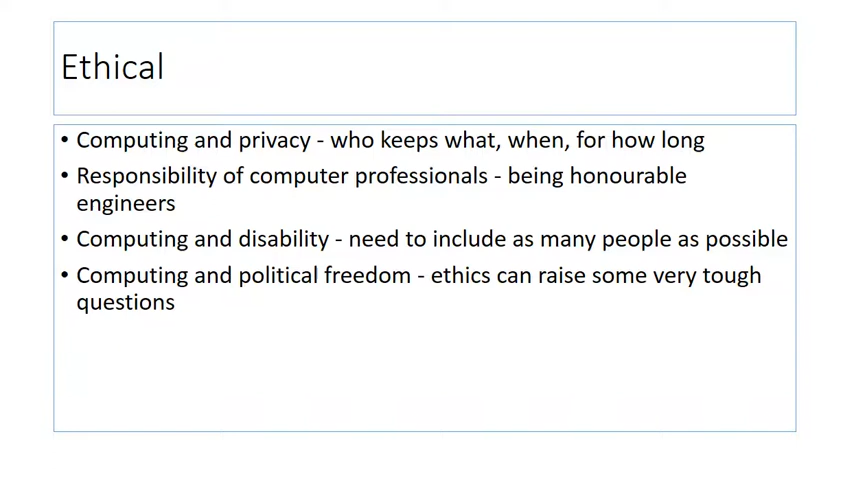 Ethical
• Computing and privacy - who keeps what, when, for how long
• Responsibility of computer professionals - being honourable
engineers
• Computing and disability - need to include as many people as possible
• Computing and political freedom - ethics can raise some very tough
questions